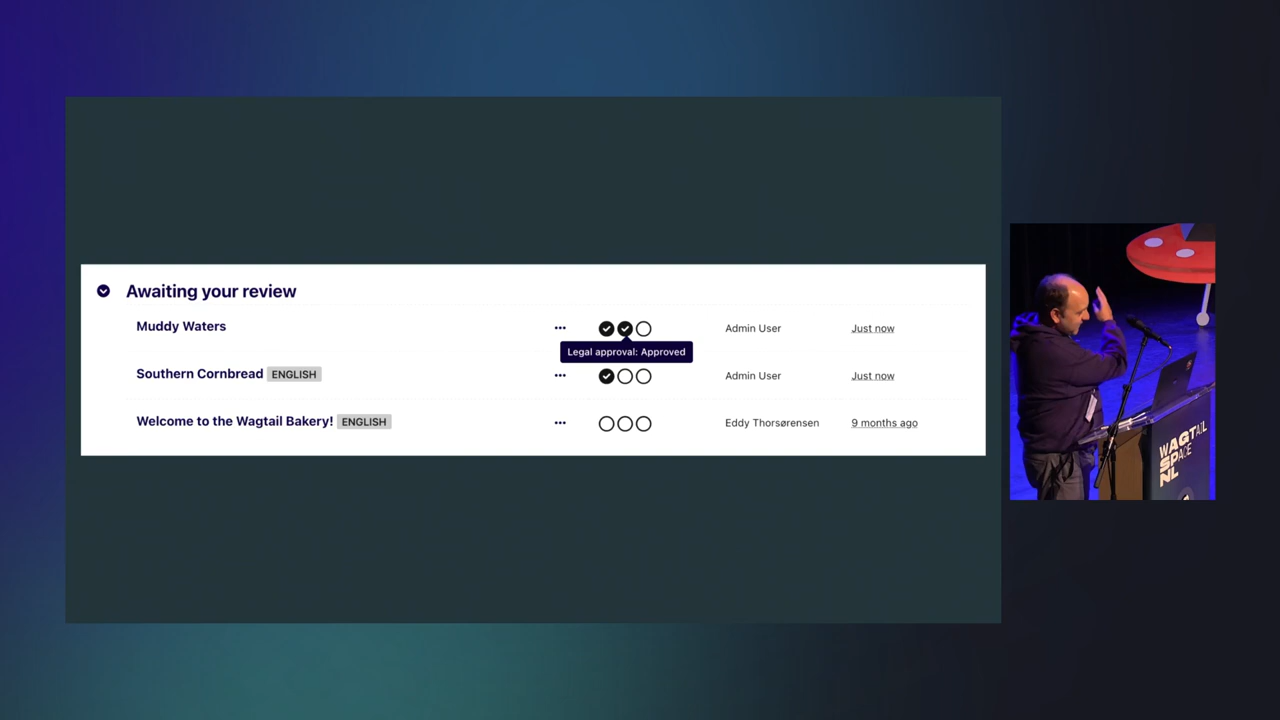 Awaiting your review
Muddy Waters ••• Admin User Just now
Legal approval: Approved
Southern Cornbread ENGLISH ••• Admin User Just now
Welcome to the Wagtail Bakery! ENGLISH ••• Eddy Thorsørensen 9 months ago
WAGTAIL
SPACE
NL